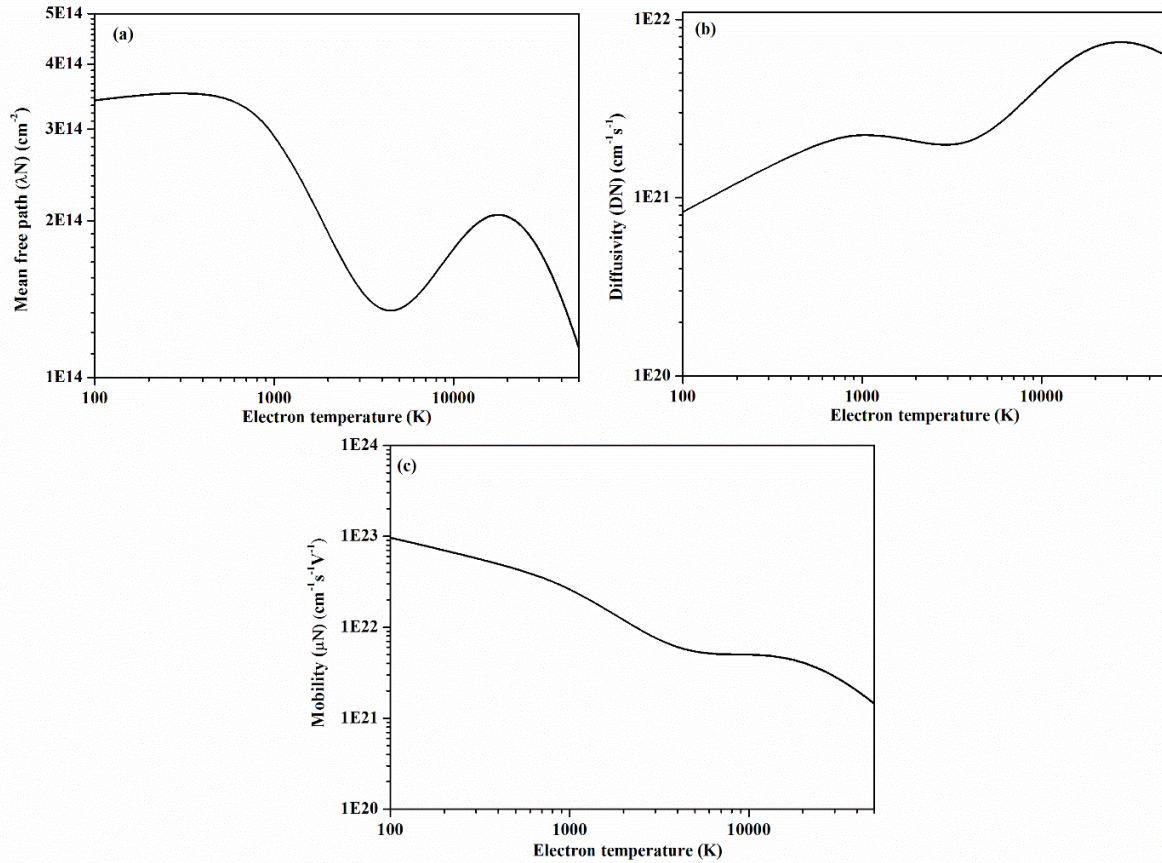 (a)
Mean free path (λN) (cm⁻²)
5E14
4E14
3E14
2E14
1E14
100
1000
10000
Electron temperature (K)
(b)
Diffusivity (DN) (cm⁻¹s⁻¹)
1E22
1E21
1E20
100
1000
10000
Electron temperature (K)
(c)
Mobility (μN) (cm⁻¹s⁻¹V⁻¹)
1E24
1E23
1E22
1E21
1E20
100
1000
10000
Electron temperature (K)